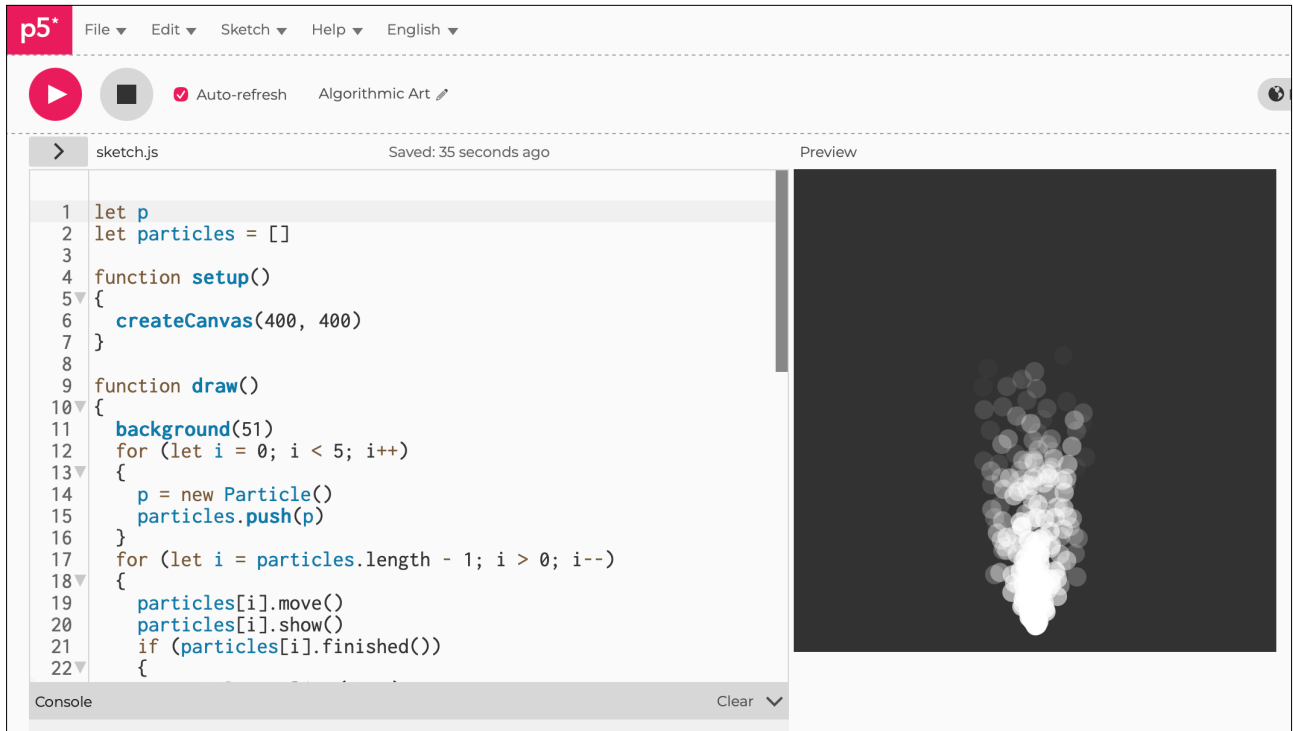 p5* File Edit Sketch Help English
Auto-refresh Algorithmic Art
sketch.js Saved: 35 seconds ago Preview
1 let p
2 let particles = []
3
4 function setup()
5 {
6 createCanvas(400, 400)
7 }
8
9 function draw()
10 {
11 background(51)
12 for (let i = 0; i < 5; i++)
13 {
14 p = new Particle()
15 particles.push(p)
16 }
17 for (let i = particles.length - 1; i > 0; i--)
18 {
19 particles[i].move()
20 particles[i].show()
21 if (particles[i].finished())
22 {
Console Clear